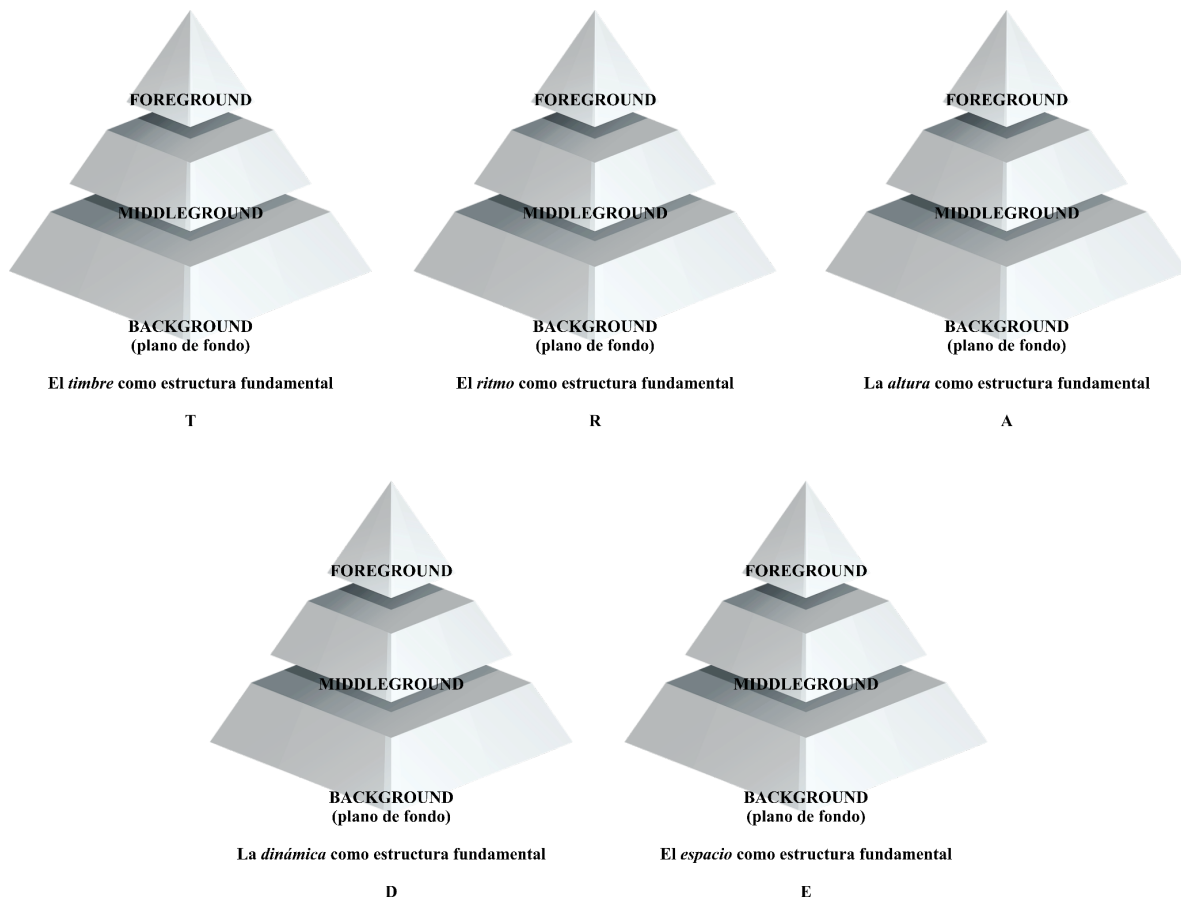 FOREGROUND
MIDDLEGROUND
BACKGROUND
(plano de fondo)
El timbre como estructura fundamental
T
FOREGROUND
MIDDLEGROUND
BACKGROUND
(plano de fondo)
El ritmo como estructura fundamental
R
FOREGROUND
MIDDLEGROUND
BACKGROUND
(plano de fondo)
La altura como estructura fundamental
A
FOREGROUND
MIDDLEGROUND
BACKGROUND
(plano de fondo)
La dinámica como estructura fundamental
D
FOREGROUND
MIDDLEGROUND
BACKGROUND
(plano de fondo)
El espacio como estructura fundamental
E